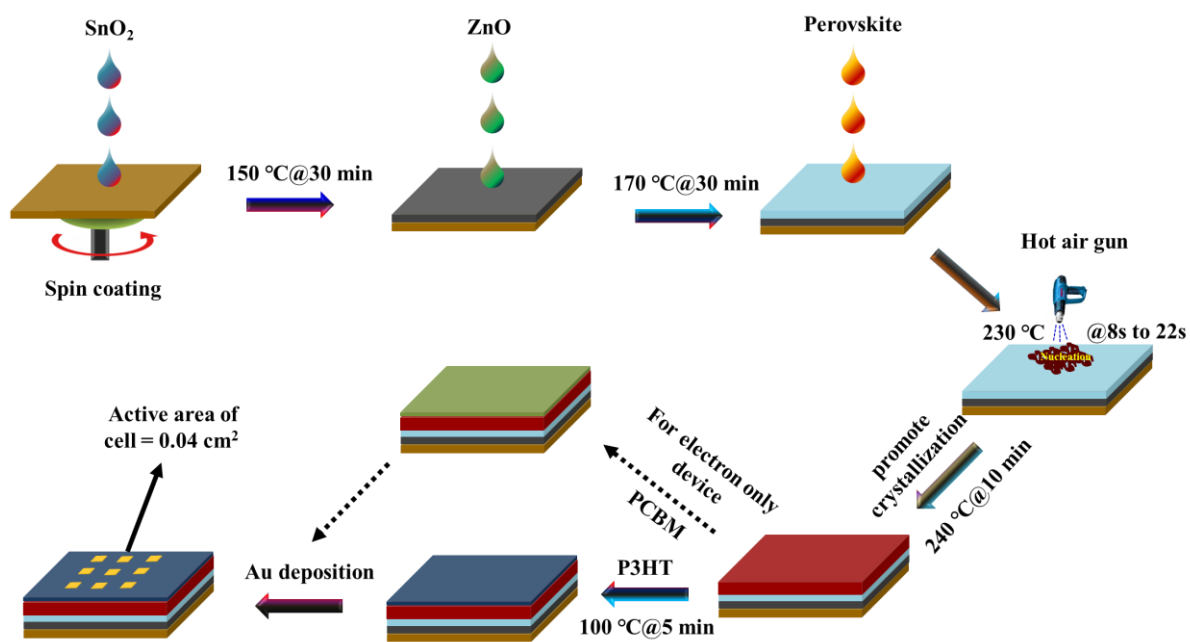 SnO₂
ZnO
Perovskite
150 °C@30 min
170 °C@30 min
Spin coating
Hot air gun
230 °C
@8s to 22s
Nucleation
promote
crystallization
240 °C@10 min
For electron only
device
PCBM
P3HT
100 °C@5 min
Au deposition
Active area of
cell = 0.04 cm²